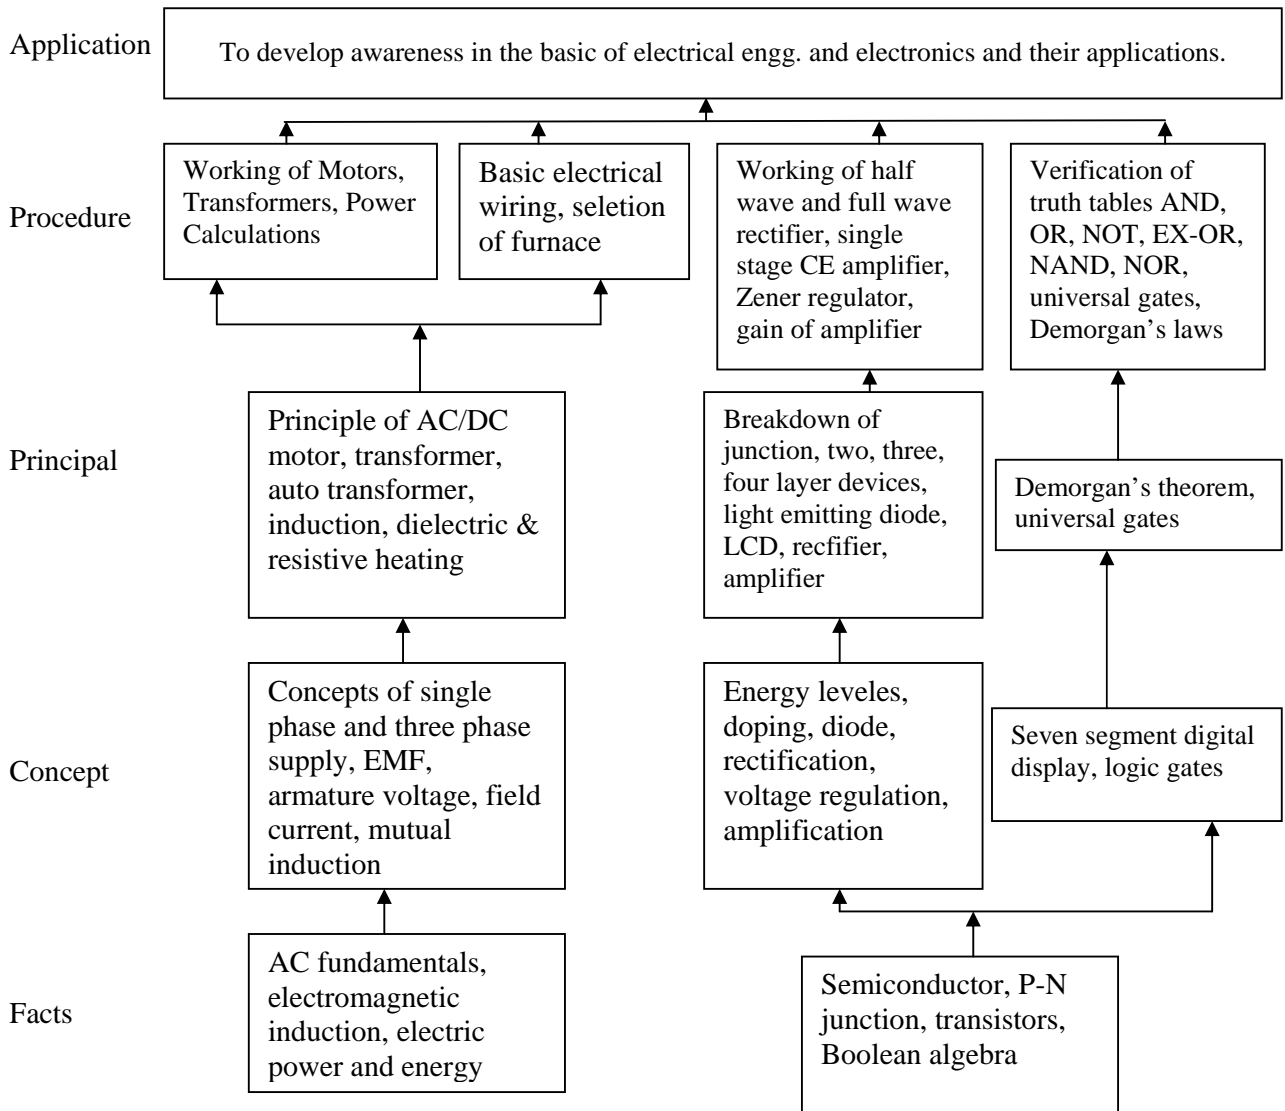 Application
To develop awareness in the basic of electrical engg. and electronics and their applications.
Procedure
Working of Motors,
Transformers, Power
Calculations
Basic electrical
wiring, seletion
of furnace
Working of half
wave and full wave
rectifier, single
stage CE amplifier,
Zener regulator,
gain of amplifier
Verification of
truth tables AND,
OR, NOT, EX-OR,
NAND, NOR,
universal gates,
Demorgan’s laws
Principal
Principle of AC/DC
motor, transformer,
auto transformer,
induction, dielectric &
resistive heating
Breakdown of
junction, two, three,
four layer devices,
light emitting diode,
LCD, recfifier,
amplifier
Demorgan’s theorem,
universal gates
Concept
Concepts of single
phase and three phase
supply, EMF,
armature voltage, field
current, mutual
induction
Energy leveles,
doping, diode,
rectification,
voltage regulation,
amplification
Seven segment digital
display, logic gates
Facts
AC fundamentals,
electromagnetic
induction, electric
power and energy
Semiconductor, P-N
junction, transistors,
Boolean algebra